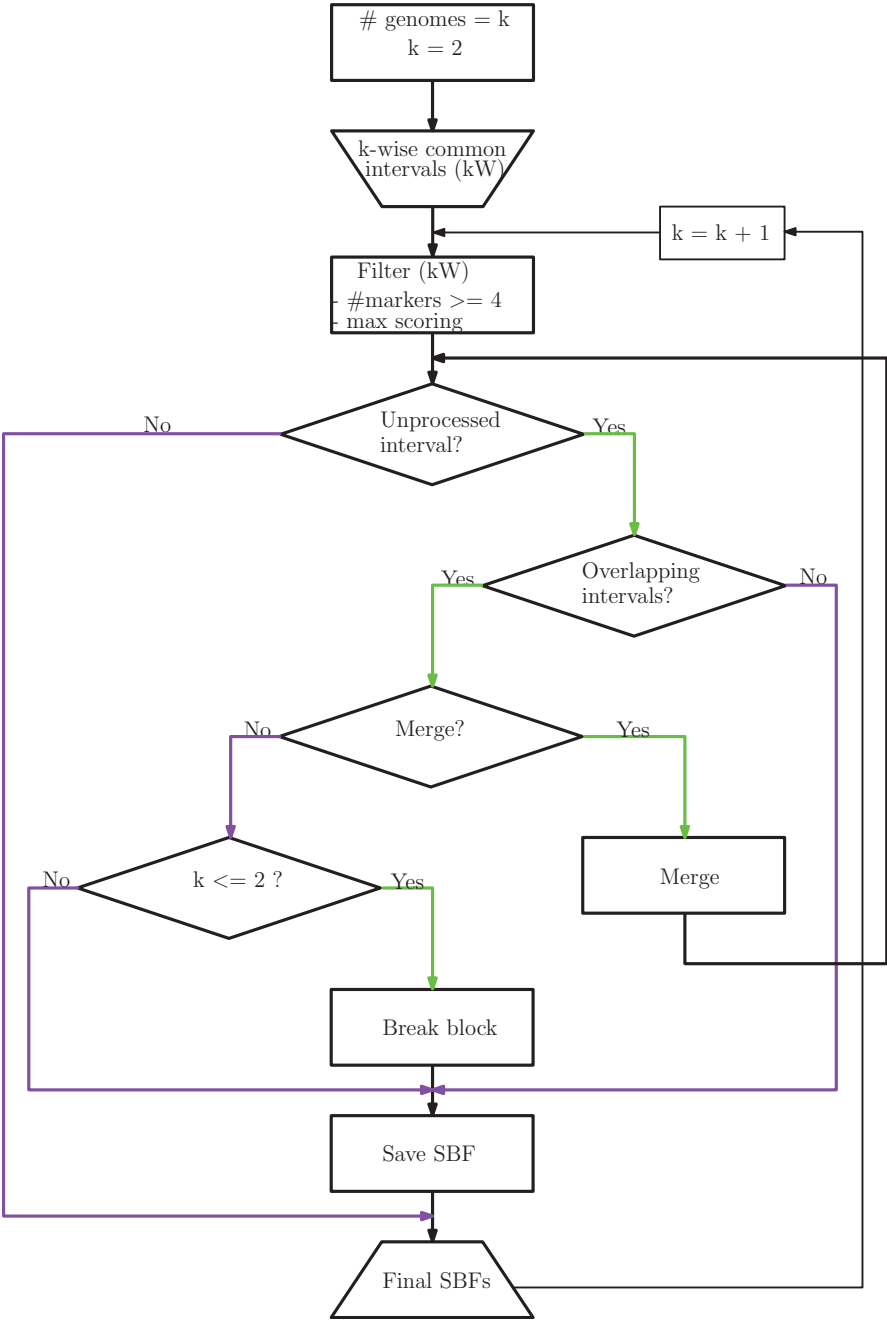 # genomes = k
k = 2
k-wise common
intervals (kW)
k = k + 1
Filter (kW)
- #markers >= 4
- max scoring
No
Unprocessed
interval?
Yes
Yes
Overlapping
intervals?
No
No
Merge?
Yes
No
k <= 2 ?
Yes
Merge
Break block
Save SBF
Final SBFs